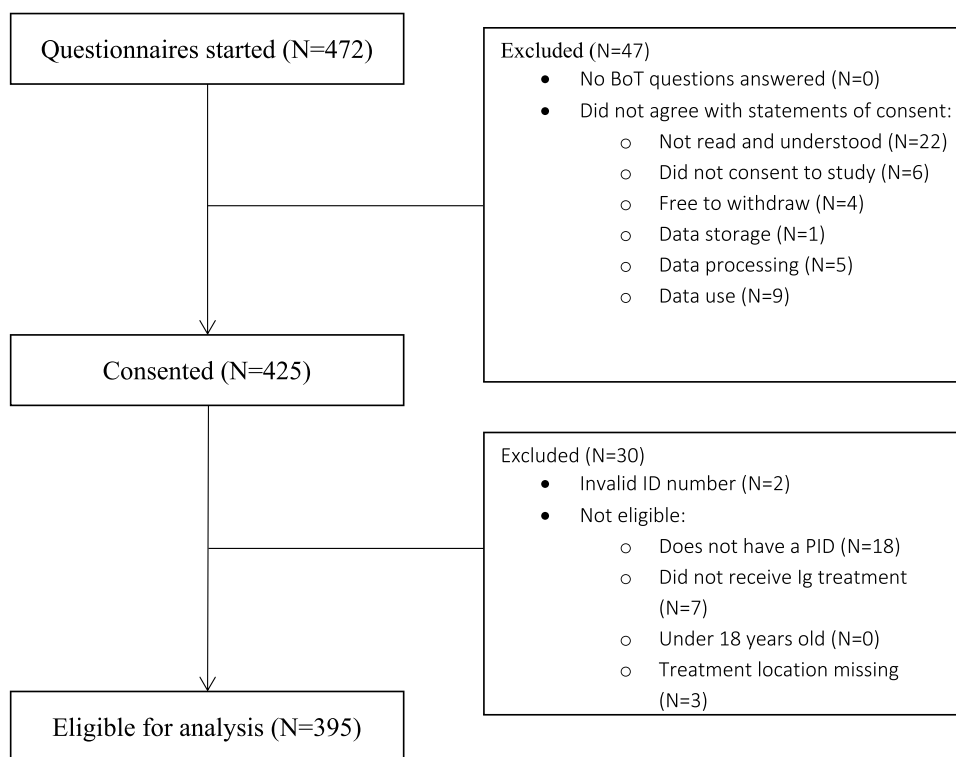 Questionnaires started (N=472)
Excluded (N=47)
• No BoT questions answered (N=0)
• Did not agree with statements of consent:
o Not read and understood (N=22)
o Did not consent to study (N=6)
o Free to withdraw (N=4)
o Data storage (N=1)
o Data processing (N=5)
o Data use (N=9)
Consented (N=425)
Excluded (N=30)
• Invalid ID number (N=2)
• Not eligible:
o Does not have a PID (N=18)
o Did not receive Ig treatment
(N=7)
o Under 18 years old (N=0)
o Treatment location missing
(N=3)
Eligible for analysis (N=395)